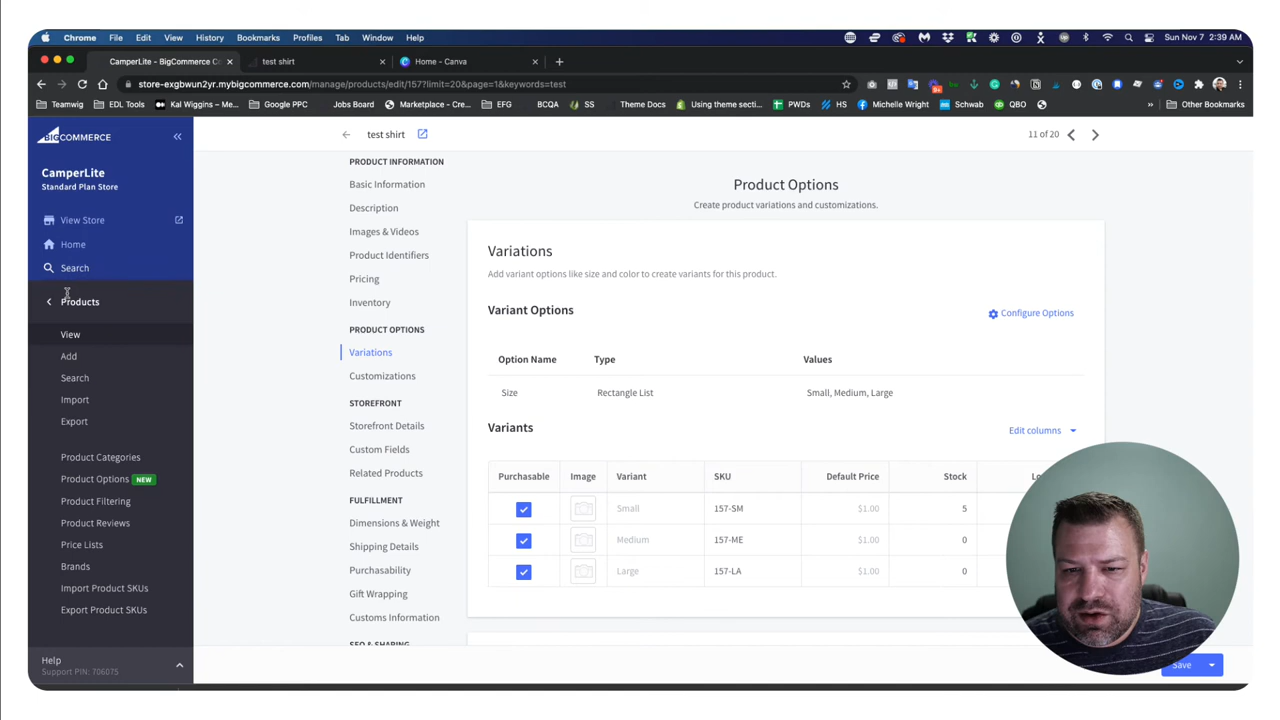 Chrome File Edit View History Bookmarks Profiles Tab Window Help Sun Nov 7 2:39 AM
CamperLite – BigCommerce Co × test shirt × Home - Canva × +
store-exgbwun2yr.mybigcommerce.com/manage/products/edit/157?limit=20&page=1&keywords=test
Teamwig EDL Tools Kal Wiggins – My Te... Google PPC Jobs Board Marketplace - Cre... EFG BCQA SS Theme Docs Using theme secti... PWDs HS Michelle Wright Schwab QBO » Other Bookmarks
BIGCOMMERCE
CamperLite
Standard Plan Store
View Store
Home
Search
Products
View
Add
Search
Import
Export
Product Categories
Product Options NEW
Product Filtering
Product Reviews
Price Lists
Brands
Import Product SKUs
Export Product SKUs
Help
Support PIN: 706075
test shirt
11 of 20
PRODUCT INFORMATION
Basic Information
Description
Images & Videos
Product Identifiers
Pricing
Inventory
PRODUCT OPTIONS
Variations
Customizations
STOREFRONT
Storefront Details
Custom Fields
Related Products
FULFILLMENT
Dimensions & Weight
Shipping Details
Purchasability
Gift Wrapping
Customs Information
SEO & SHARING
Product Options
Create product variations and customizations.
Variations
Add variant options like size and color to create variants for this product.
Variant Options
Configure Options
Option Name Type Values
Size Rectangle List Small, Medium, Large
Variants
Edit columns
Purchasable Image Variant SKU Default Price Stock
Small 157-SM $1.00 5
Medium 157-ME $1.00 0
Large 157-LA $1.00 0
Save